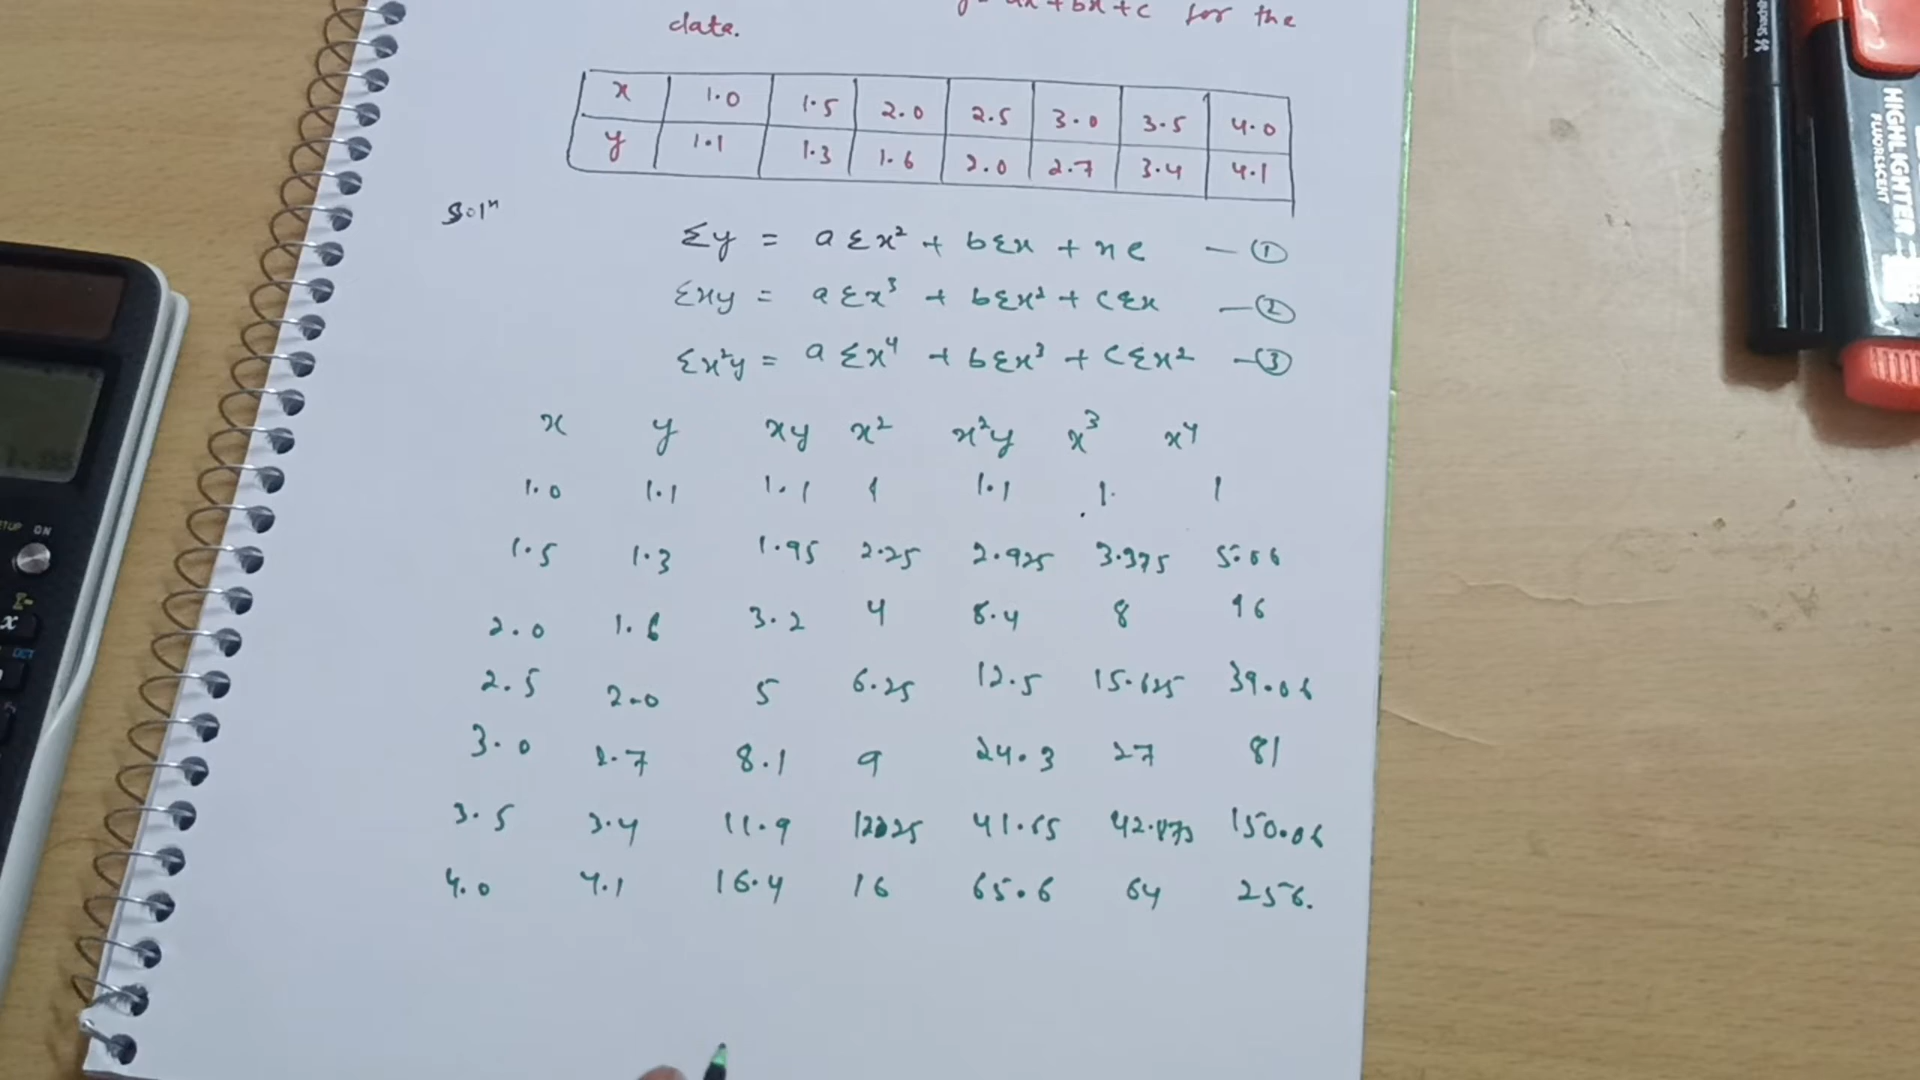 y = ax²+bx+c for the
data.
x 1.0 1.5 2.0 2.5 3.0 3.5 4.0
y 1.1 1.3 1.6 2.0 2.7 3.4 4.1
Solⁿ
Σy = aΣx² + bΣx + nc —①
Σxy = aΣx³ + bΣx² + cΣx —②
Σx²y = aΣx⁴ + bΣx³ + cΣx² —③
x y xy x² x²y x³ x⁴
1.0 1.1 1.1 1 1.1 1. 1
1.5 1.3 1.95 2.25 2.925 3.375 5.06
2.0 1.6 3.2 4 6.4 8 16
2.5 2.0 5 6.25 12.5 15.625 39.06
3.0 2.7 8.1 9 24.3 27 81
3.5 3.4 11.9 12.25 41.65 42.875 150.06
4.0 4.1 16.4 16 65.6 64 256.
HIGHLIGHTER
FLUORESCENT
ON
x